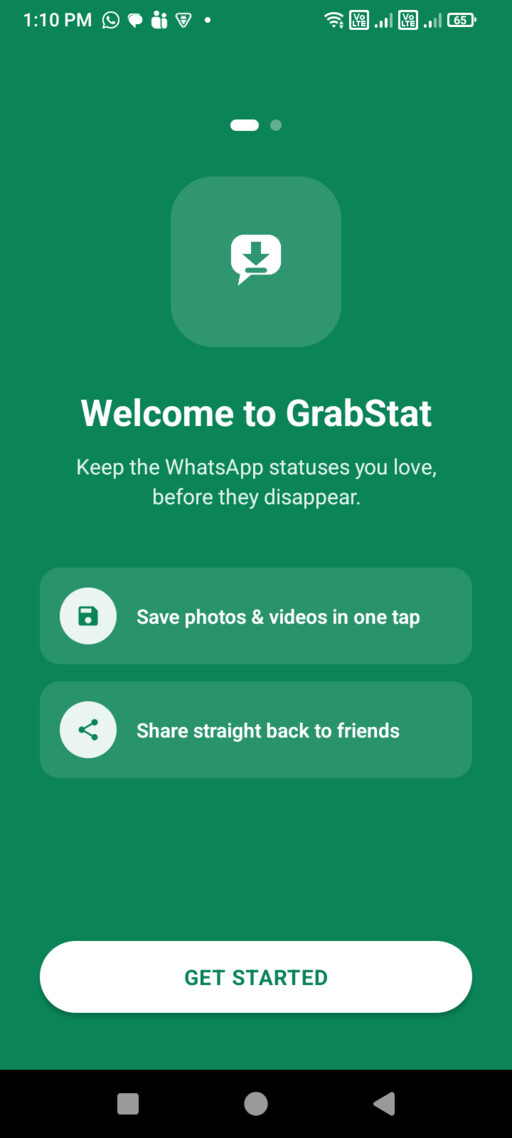 1:10 PM
Vo LTE
Vo LTE
65
Welcome to GrabStat
Keep the WhatsApp statuses you love,
before they disappear.
Save photos & videos in one tap
Share straight back to friends
GET STARTED